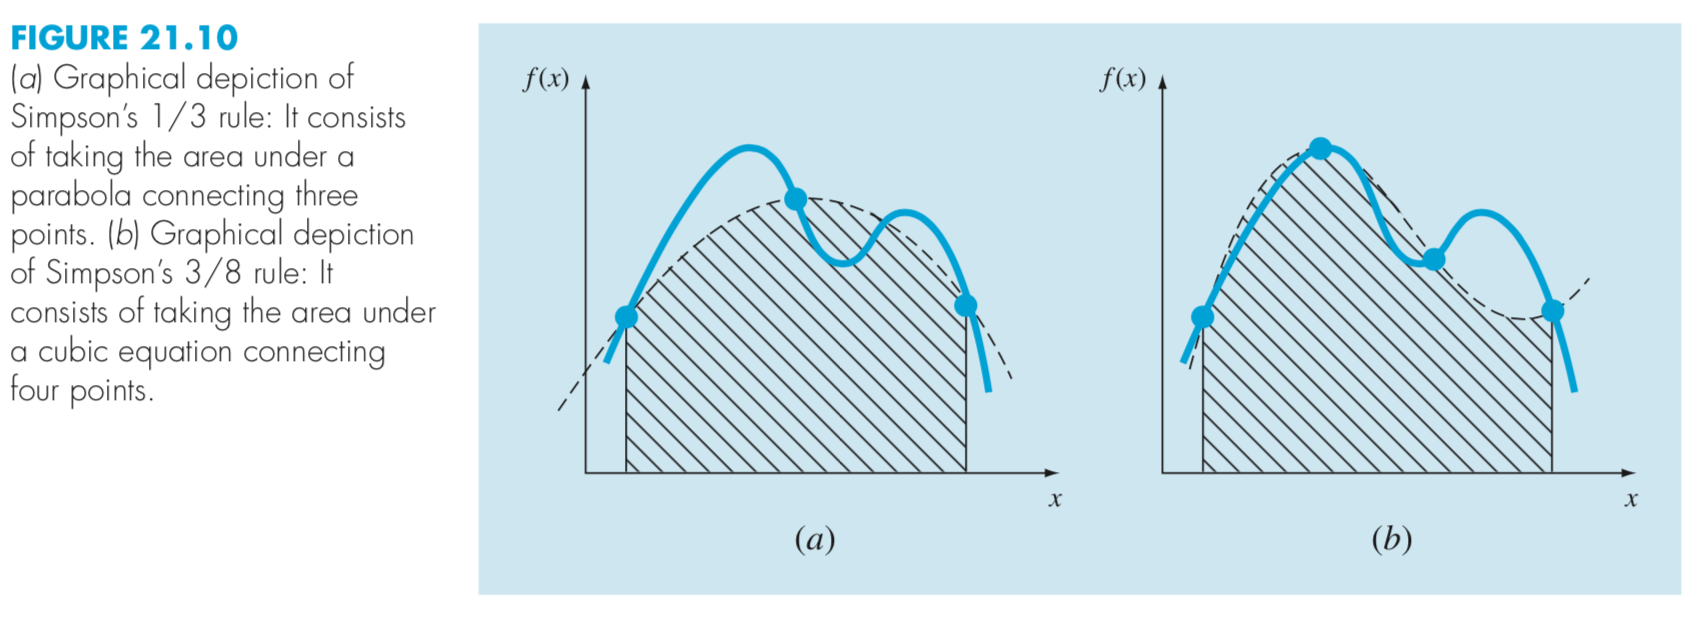 FIGURE 21.10
(a) Graphical depiction of
Simpson's 1/3 rule: It consists
of taking the area under a
parabola connecting three
points. (b) Graphical depiction
of Simpson's 3/8 rule: It
consists of taking the area under
a cubic equation connecting
four points.
f(x)
x
(a)
f(x)
x
(b)